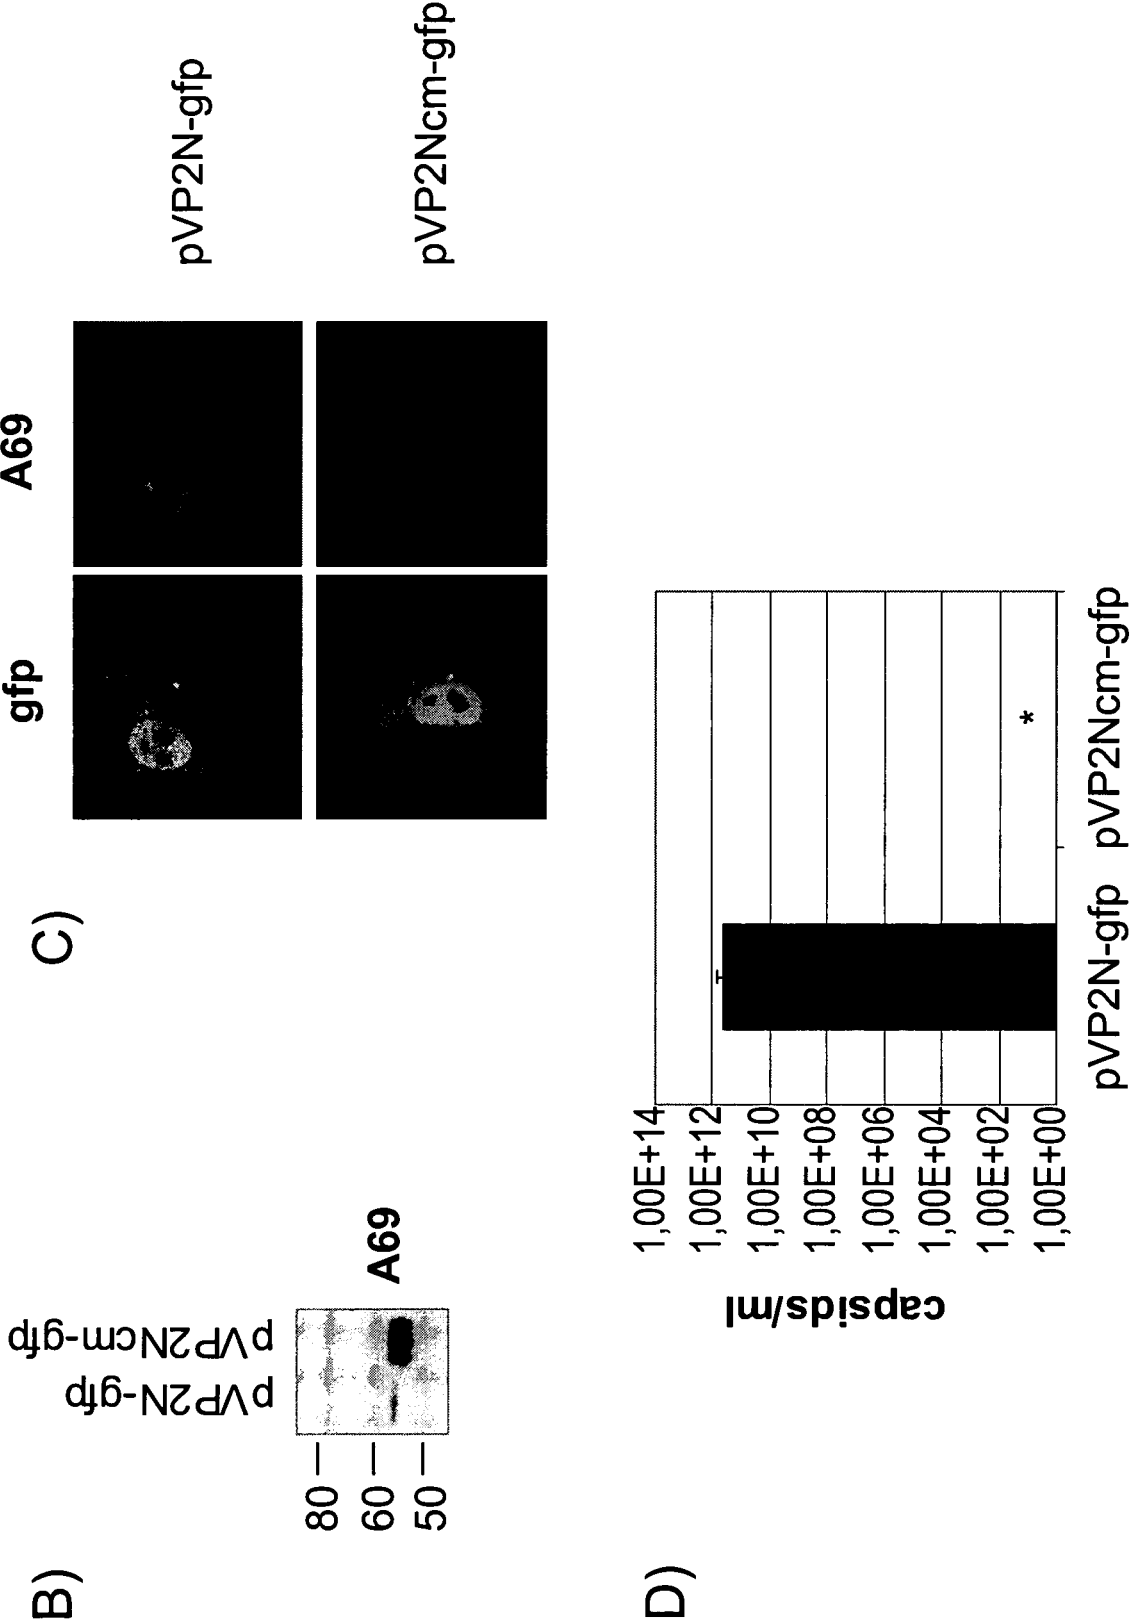 B)
pVP2N-gfp
pVP2Ncm-gfp
80
60
50
A69
C)
gfp
A69
pVP2N-gfp
pVP2Ncm-gfp
D)
capsids/ml
1,00E+14
1,00E+12
1,00E+10
1,00E+08
1,00E+06
1,00E+04
1,00E+02
1,00E+00
*
pVP2N-gfp pVP2Ncm-gfp